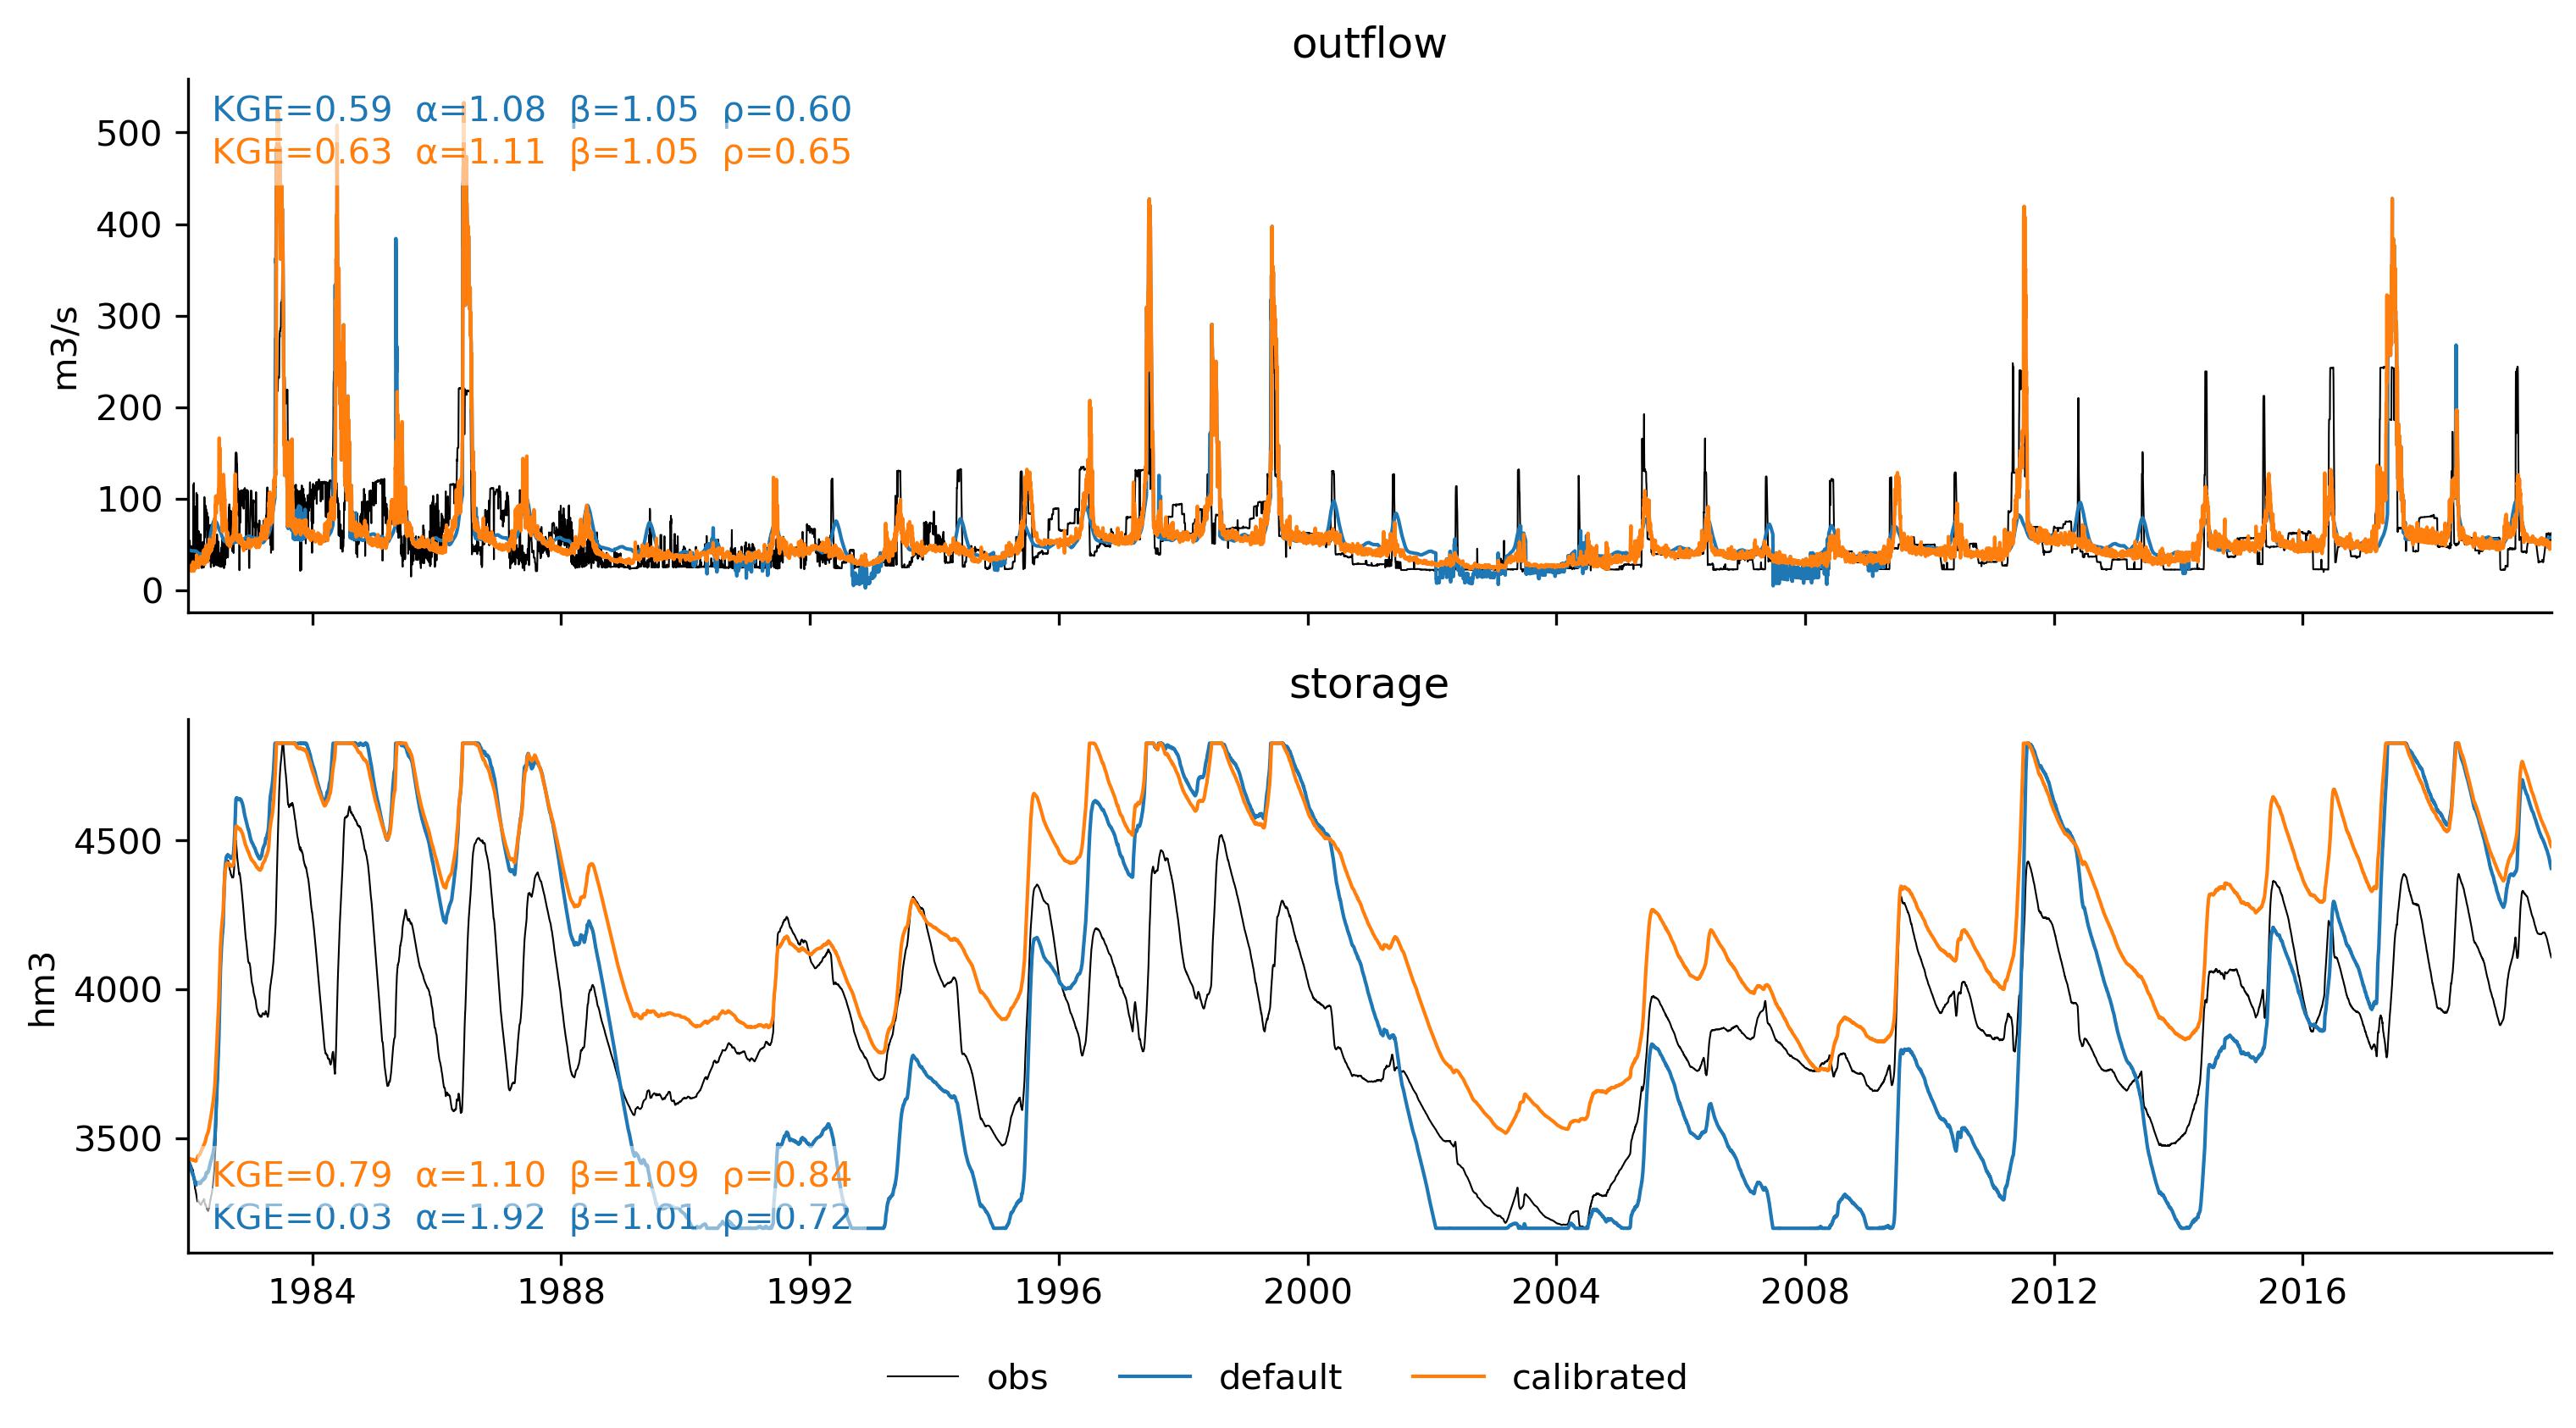 outflow
KGE=0.59 α=1.08 β=1.05 ρ=0.60
KGE=0.63 α=1.11 β=1.05 ρ=0.65
500
400
300
200
100
0
m3/s
storage
4500
4000
3500
hm3
KGE=0.79 α=1.10 β=1.09 ρ=0.84
KGE=0.03 α=1.92 β=1.01 ρ=0.72
1984 1988 1992 1996 2000 2004 2008 2012 2016
obs default calibrated